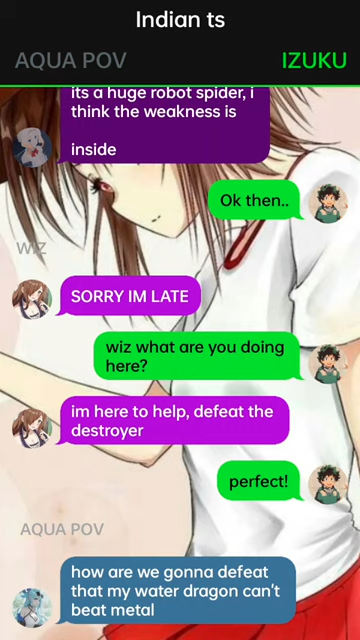 Indian ts
AQUA POV
IZUKU
its a huge robot spider, i
think the weakness is
inside
Ok then..
WIZ
SORRY IM LATE
wiz what are you doing
here?
im here to help, defeat the
destroyer
perfect!
AQUA POV
how are we gonna defeat
that my water dragon can't
beat metal